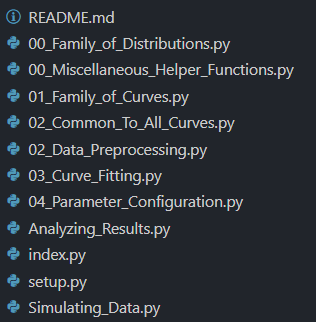 README.md
00_Family_of_Distributions.py
00_Miscellaneous_Helper_Functions.py
01_Family_of_Curves.py
02_Common_To_All_Curves.py
02_Data_Preprocessing.py
03_Curve_Fitting.py
04_Parameter_Configuration.py
Analyzing_Results.py
index.py
setup.py
Simulating_Data.py